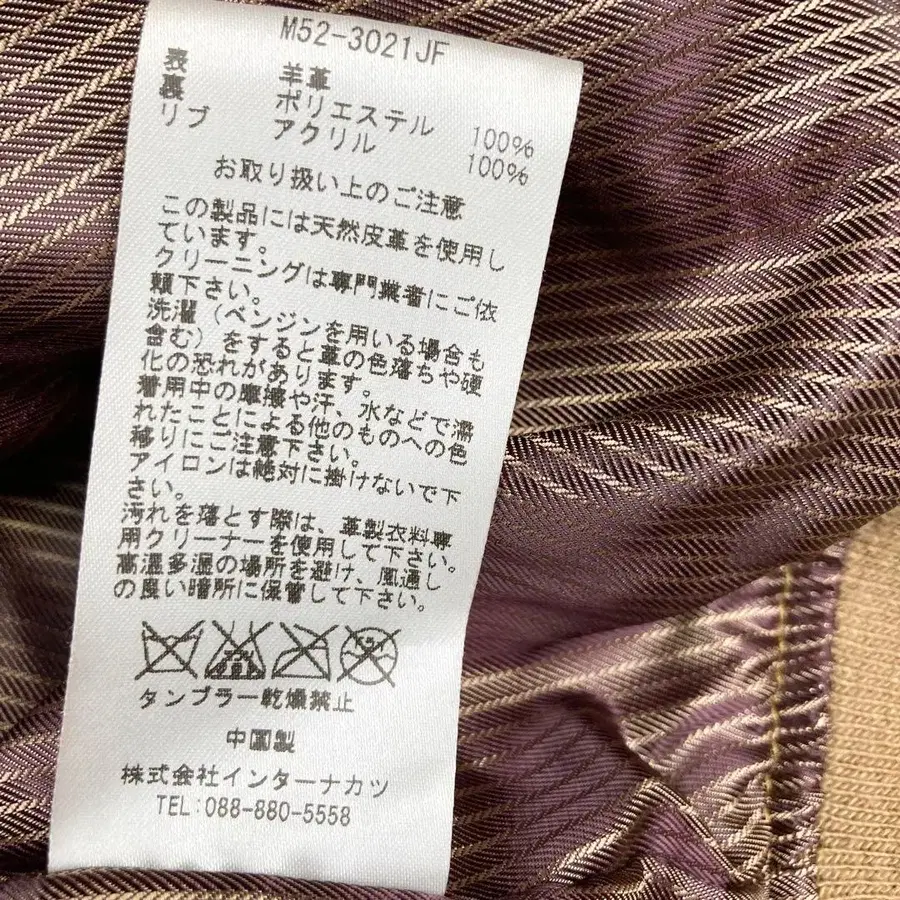 M52-3021JF
表 羊革
裏 ポリエステル 100%
リブ アクリル 100%
お取り扱い上のご注意
この製品には天然皮革を使用し
ています。
クリーニングは専門業者にご依
頼下さい。
洗濯（ベンジンを用いる場合も
含む）をすると革の色落ちや硬
化の恐れがあります。
着用中の摩擦や汗、水などで濡
れたことによる他のものへの色
移りにご注意下さい。
アイロンは絶対に掛けないで下
さい。
汚れを落とす際は、革製衣料専
用クリーナーを使用して下さい。
高温多湿の場所を避け、風通し
の良い暗所に保管して下さい。
タンブラー乾燥禁止
中国製
株式会社インターナカツ
TEL:088-880-5558